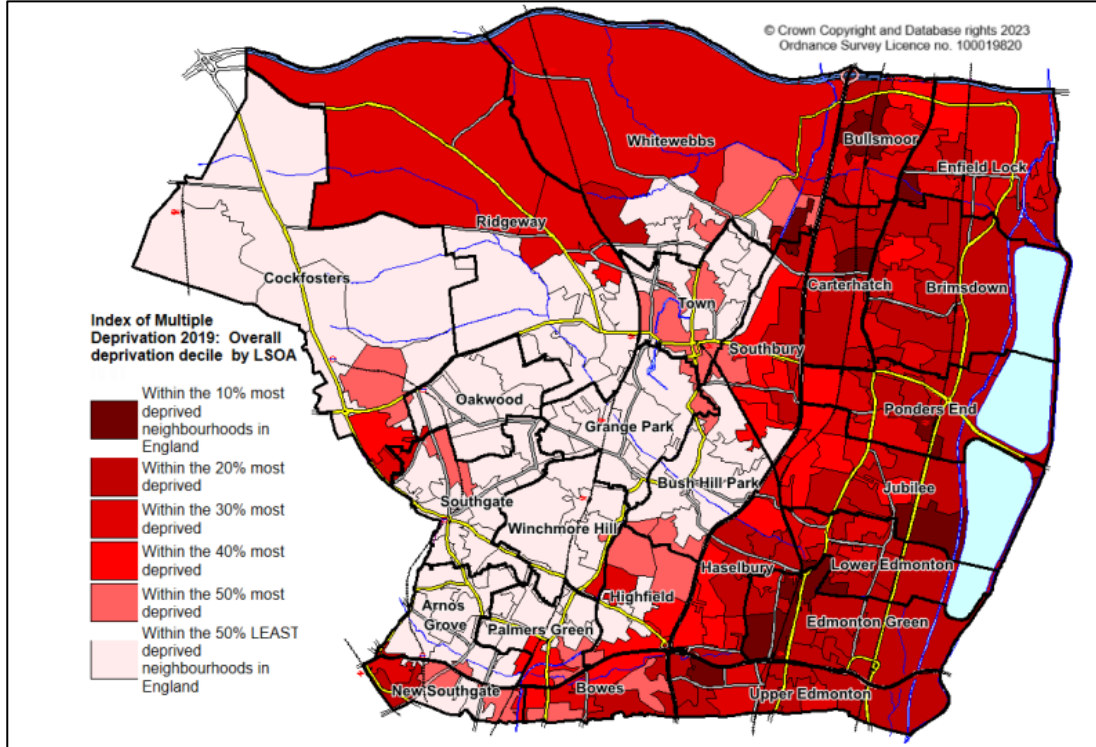 © Crown Copyright and Database rights 2023
Ordnance Survey Licence no. 100019820
Whitewebbs
Bullsmoor
Enfield Lock
Ridgeway
Cockfosters
Town
Carterhatch
Brimsdown
Southbury
Oakwood
Grange Park
Ponders End
Bush Hill Park
Jubilee
Southgate
Winchmore Hill
Haselbury
Lower Edmonton
Highfield
Arnos
Grove
Palmers Green
Edmonton Green
New Southgate
Bowes
Upper Edmonton
Index of Multiple
Deprivation 2019: Overall
deprivation decile by LSOA
Within the 10% most
deprived
neighbourhoods in
England
Within the 20% most
deprived
Within the 30% most
deprived
Within the 40% most
deprived
Within the 50% most
deprived
Within the 50% LEAST
deprived
neighbourhoods in
England